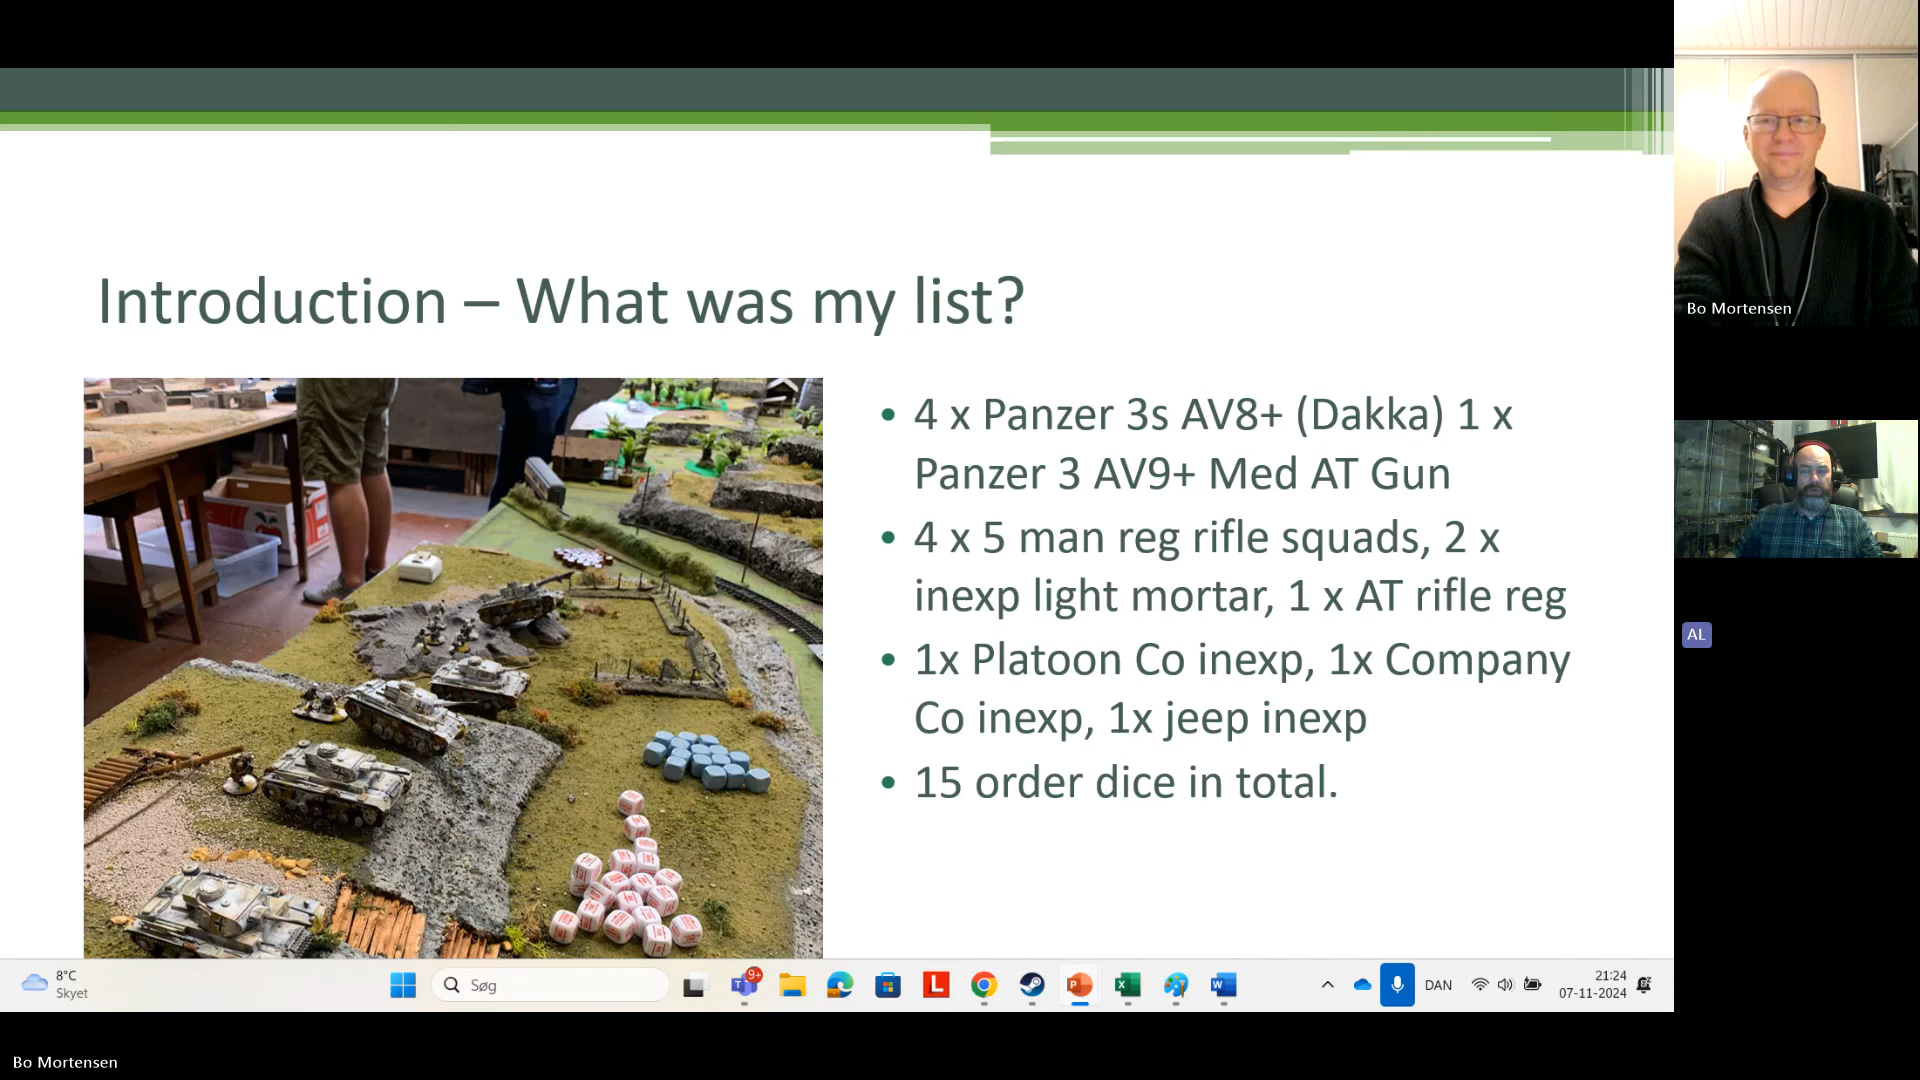 Introduction – What was my list?
• 4 x Panzer 3s AV8+ (Dakka) 1 x
Panzer 3 AV9+ Med AT Gun
• 4 x 5 man reg rifle squads, 2 x
inexp light mortar, 1 x AT rifle reg
• 1x Platoon Co inexp, 1x Company
Co inexp, 1x jeep inexp
• 15 order dice in total.
Bo Mortensen
AL
8°C
Skyet
Søg
9+
DAN
21:24
07-11-2024
Bo Mortensen